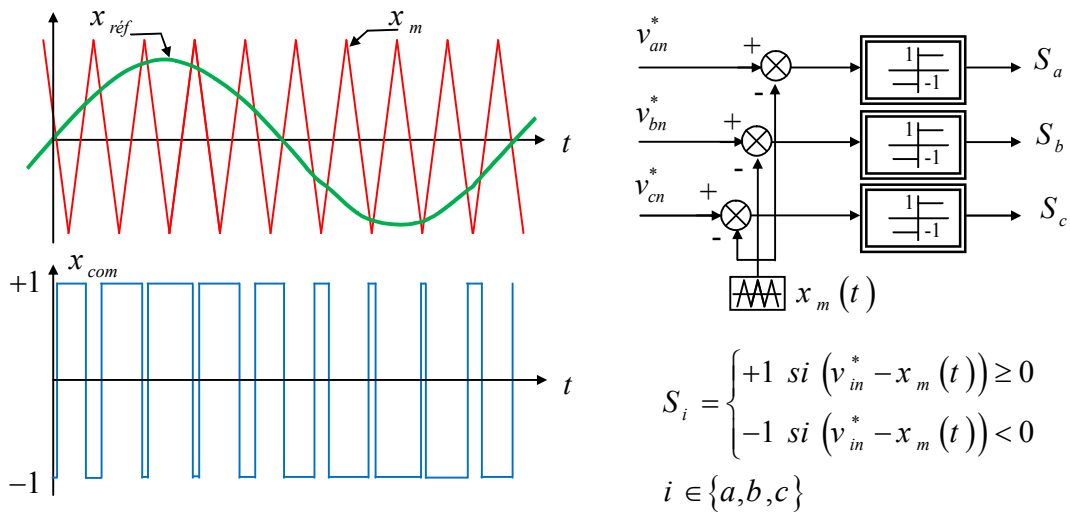 x_réf
x_m
t
x_com
+1
t
−1
v*_an
+
-
1
-1
S_a
v*_bn
+
-
1
-1
S_b
v*_cn
+
-
1
-1
S_c
x_m (t)
S_i = { +1 si (v*_in − x_m (t)) ≥ 0
−1 si (v*_in − x_m (t)) < 0
i ∈ {a,b,c}